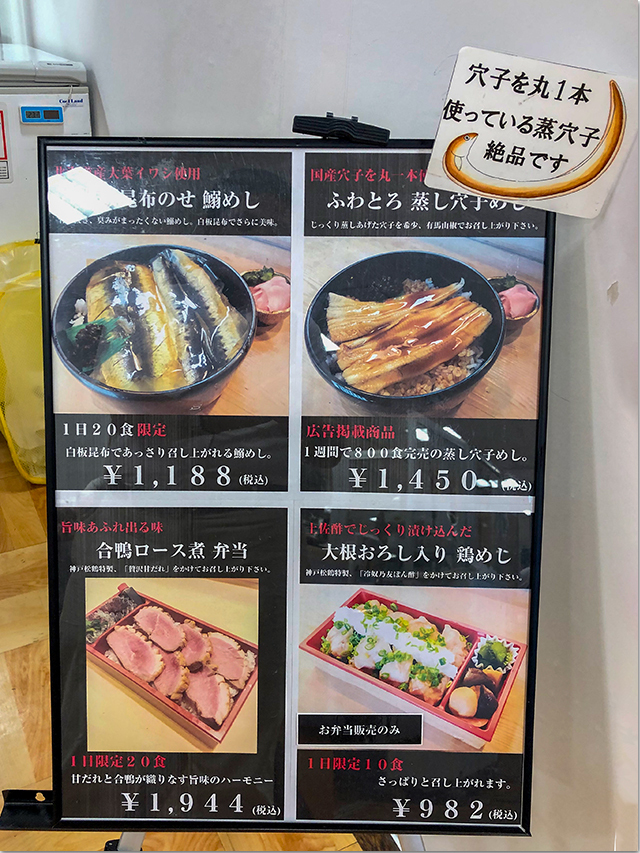 穴子を丸1本
使っている蒸穴子
絶品です
Cool Land
産大葉イワシ使用
昆布のせ 鰯めし
臭みがまったくない鰯めし。白板昆布でさらに美味。
1日20食限定
白板昆布であっさり召し上がれる鰯めし。
¥1,188(税込)
国産穴子を丸一本
ふわとろ 蒸し穴子めし
じっくり蒸しあげた穴子を希少、有馬山椒でお召し上がり下さい。
広告掲載商品
1週間で800食完売の蒸し穴子めし。
¥1,450(税込)
旨味あふれ出る味
合鴨ロース煮 弁当
神戸松鶴特製、「贅沢甘だれ」をかけてお召し上がり下さい。
1日限定20食
甘だれと合鴨が織りなす旨味のハーモニー
¥1,944(税込)
土佐酢でじっくり漬け込んだ
大根おろし入り 鶏めし
神戸松鶴特製、「冷奴乃友ぽん酢」をかけてお召し上がり下さい。
お弁当販売のみ
1日限定10食
さっぱりと召し上がれます。
¥982(税込)